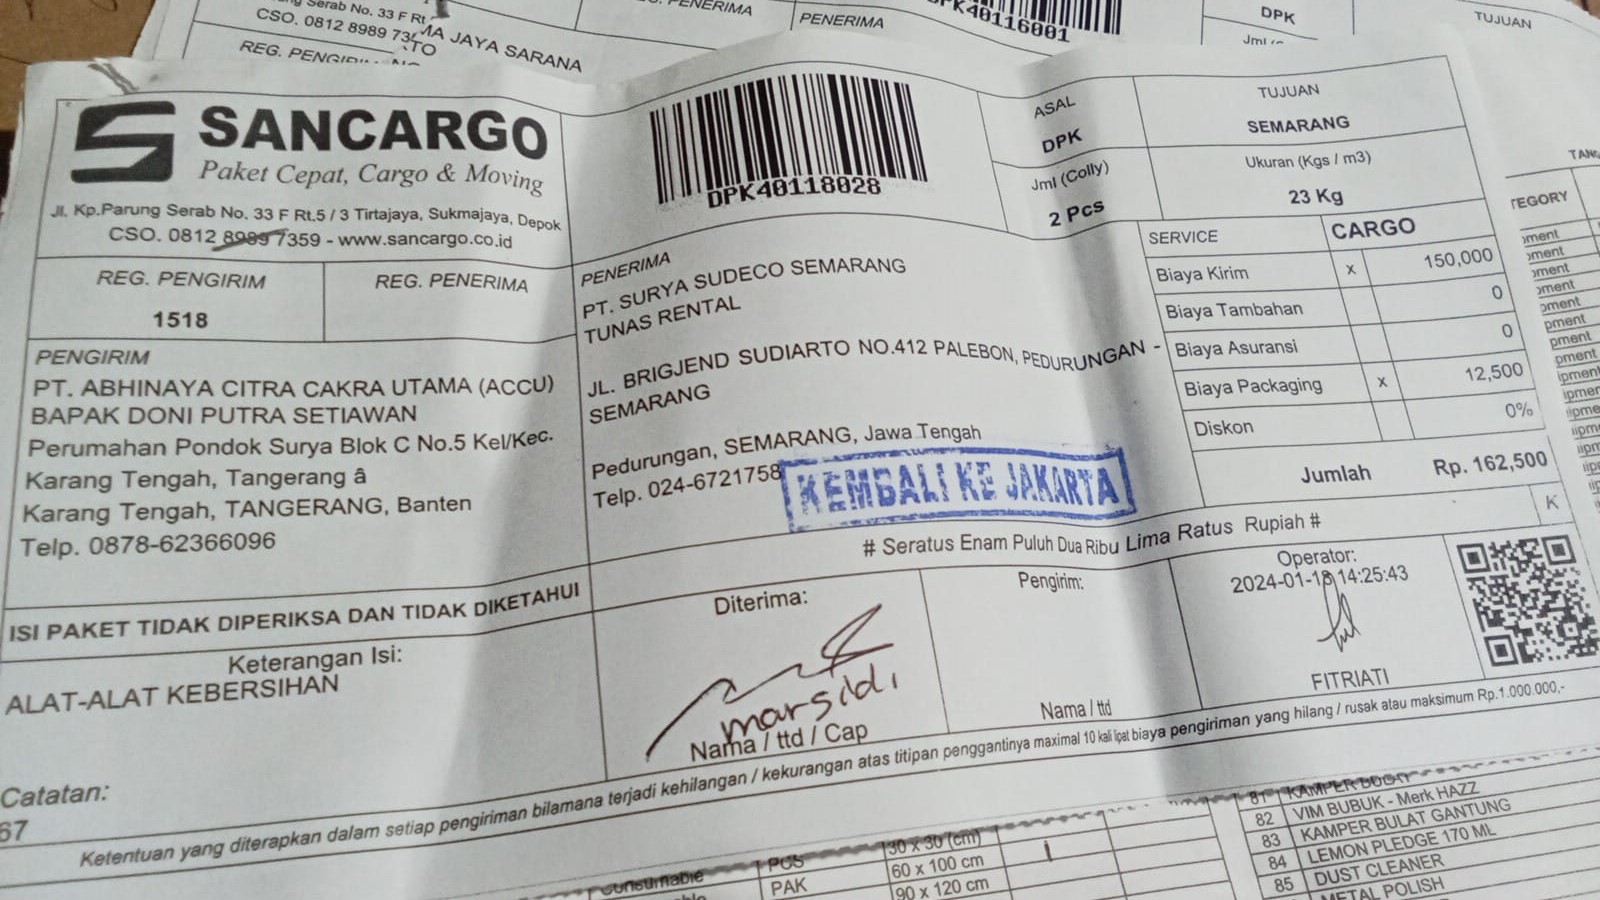 Serab No. 33 F Rt
CSO. 0812 8989 73
MA JAYA SARANA
TO
REG.
PENERIMA
PENERIMA
PK40116001
DPK
TUJUAN
SANCARGO
Paket Cepat, Cargo & Moving
Jl. Kp.Parung Serab No. 33 F Rt.5 / 3 Tirtajaya, Sukmajaya, Depok
CSO. 0812 8989 7359 - www.sancargo.co.id
DPK40118028
ASAL
DPK
TUJUAN
SEMARANG
Jml (Colly)
2 Pcs
Ukuran (Kgs / m3)
23 Kg
REG. PENGIRIM
1518
REG. PENERIMA
PENGIRIM
PT. ABHINAYA CITRA CAKRA UTAMA (ACCU)
BAPAK DONI PUTRA SETIAWAN
Perumahan Pondok Surya Blok C No.5 Kel/Kec.
Karang Tengah, Tangerang â
Karang Tengah, TANGERANG, Banten
Telp. 0878-62366096
PENERIMA
PT. SURYA SUDECO SEMARANG
TUNAS RENTAL
JL. BRIGJEND SUDIARTO NO.412 PALEBON, PEDURUNGAN -
SEMARANG
Pedurungan, SEMARANG, Jawa Tengah
Telp. 024-6721758
KEMBALI KE JAKARTA
SERVICE CARGO
Biaya Kirim x 150,000
Biaya Tambahan 0
Biaya Asuransi 0
Biaya Packaging x 12,500
Diskon 0%
Jumlah Rp. 162,500
# Seratus Enam Puluh Dua Ribu Lima Ratus Rupiah #
K
ISI PAKET TIDAK DIPERIKSA DAN TIDAK DIKETAHUI
Keterangan Isi:
ALAT-ALAT KEBERSIHAN
Diterima:
marsidi
Nama / ttd / Cap
Pengirim:
Nama / ttd
Operator:
2024-01-18 14:25:43
FITRIATI
Catatan:
67
Ketentuan yang diterapkan dalam setiap pengiriman bilamana terjadi kehilangan / kekurangan atas titipan penggantinya maximal 10 kali lipat biaya pengiriman yang hilang / rusak atau maksimum Rp.1.000.000,-
Consumable PCS 30 x 30 (cm)
PAK 60 x 100 cm
90 x 120 cm
81
82 VIM BUBUK - Merk HAZZ
83 KAMPER BULAT GANTUNG
84 LEMON PLEDGE 170 ML
85 DUST CLEANER
METAL POLISH